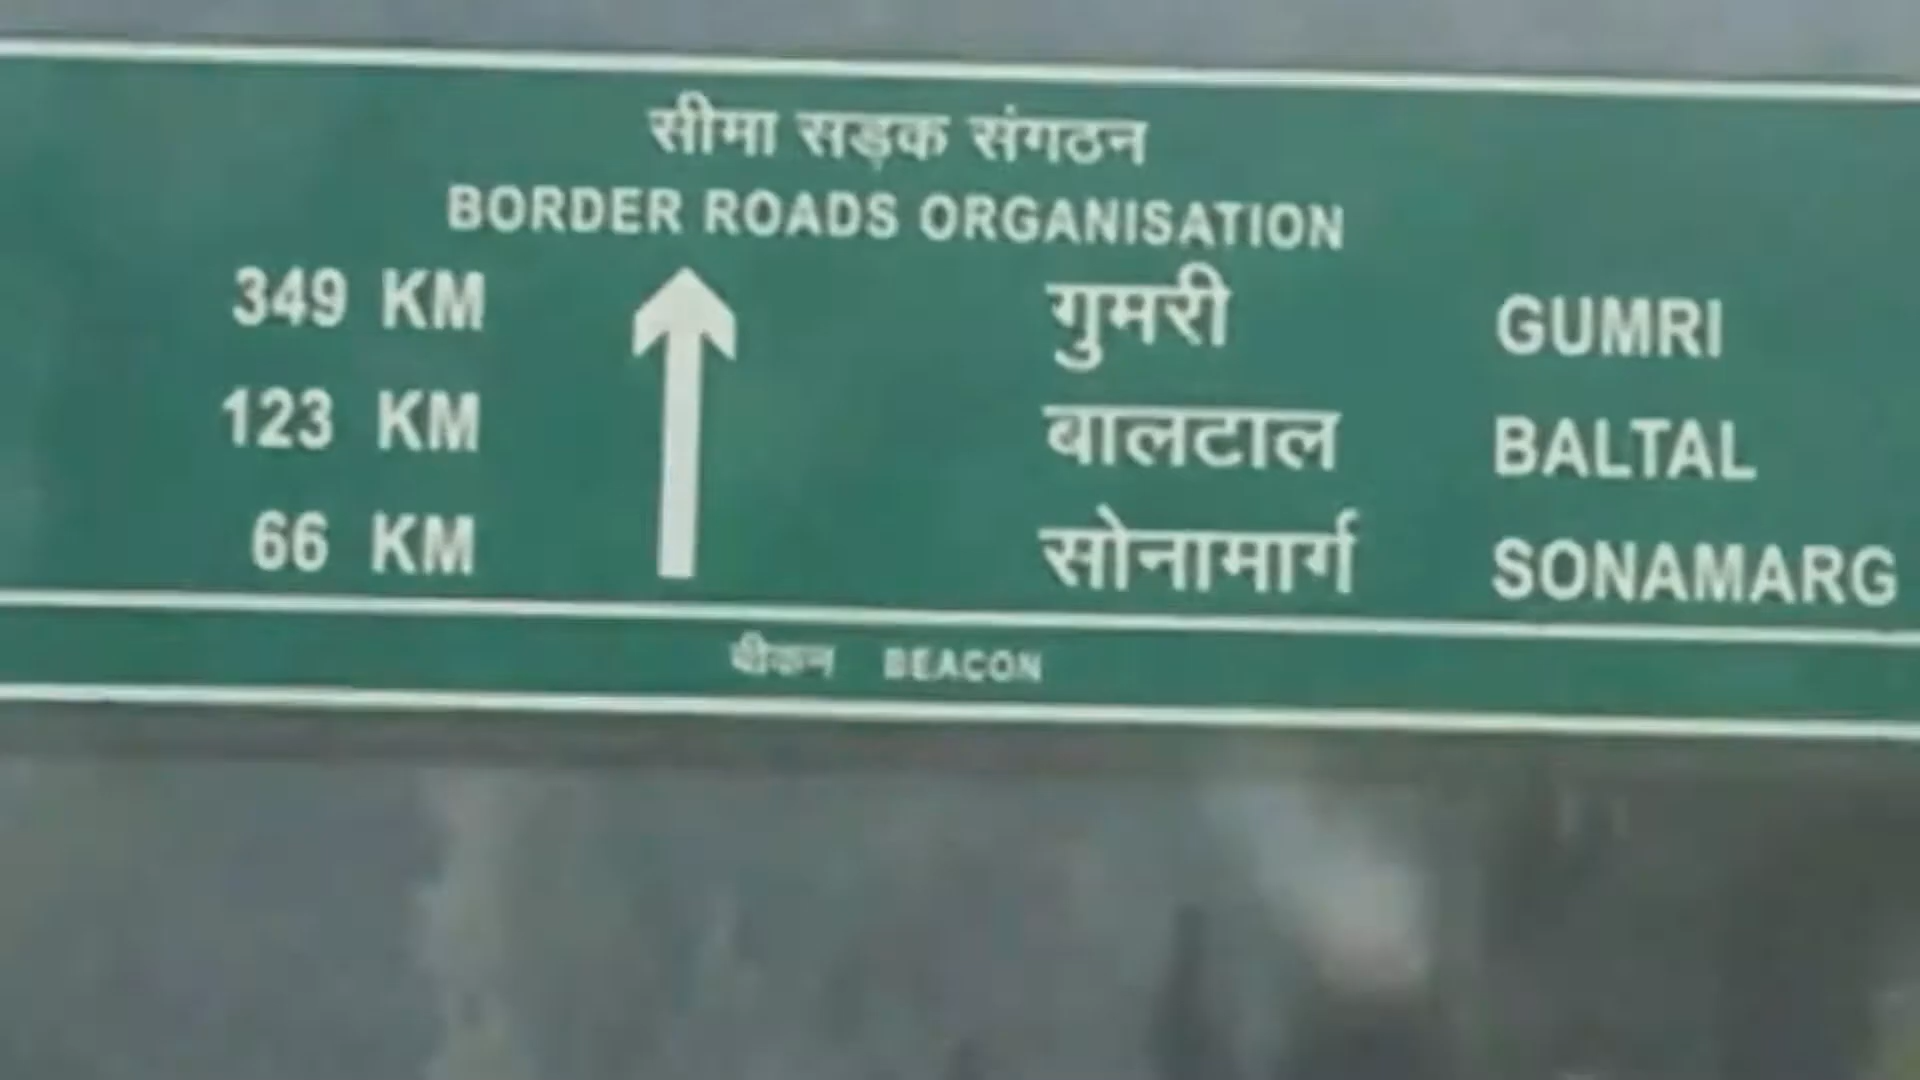 सीमा सड़क संगठन
BORDER ROADS ORGANISATION
349 KM गुमरी GUMRI
123 KM बालटाल BALTAL
66 KM सोनामार्ग SONAMARG
बीकन BEACON